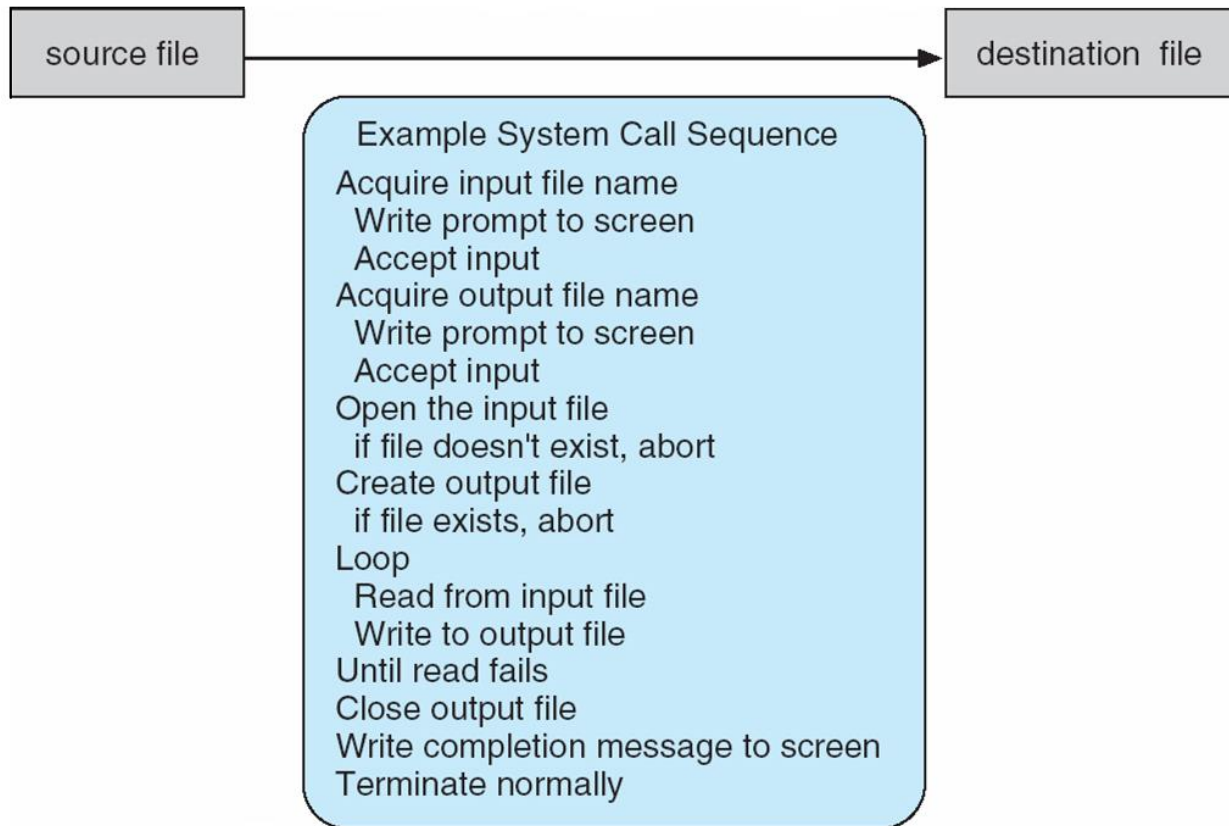 source file
destination file
Example System Call Sequence
Acquire input file name
Write prompt to screen
Accept input
Acquire output file name
Write prompt to screen
Accept input
Open the input file
if file doesn't exist, abort
Create output file
if file exists, abort
Loop
Read from input file
Write to output file
Until read fails
Close output file
Write completion message to screen
Terminate normally